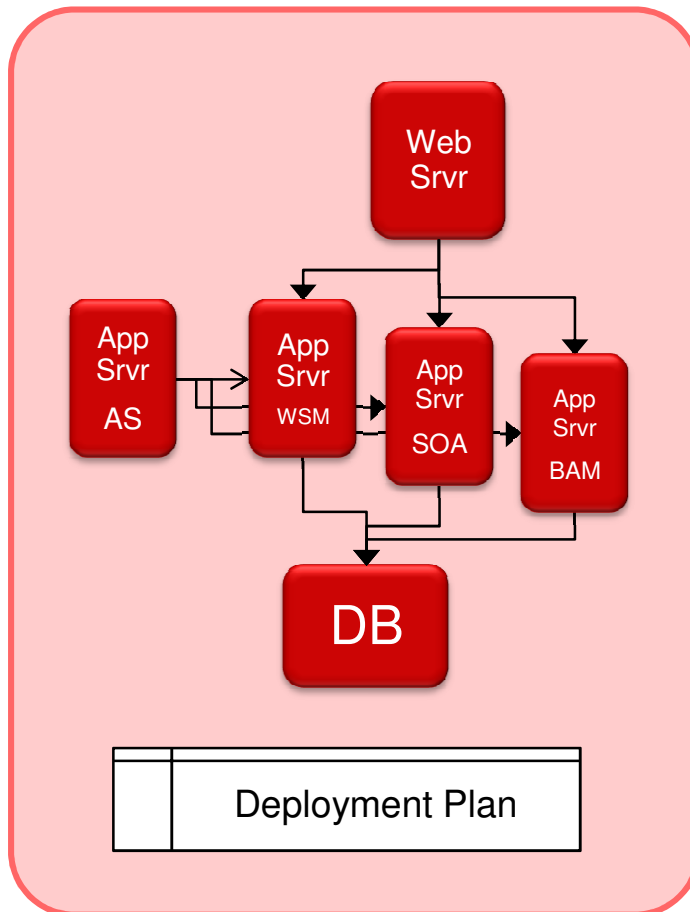 Web
Srvr
App
Srvr
AS
App
Srvr
WSM
App
Srvr
SOA
App
Srvr
BAM
DB
Deployment Plan